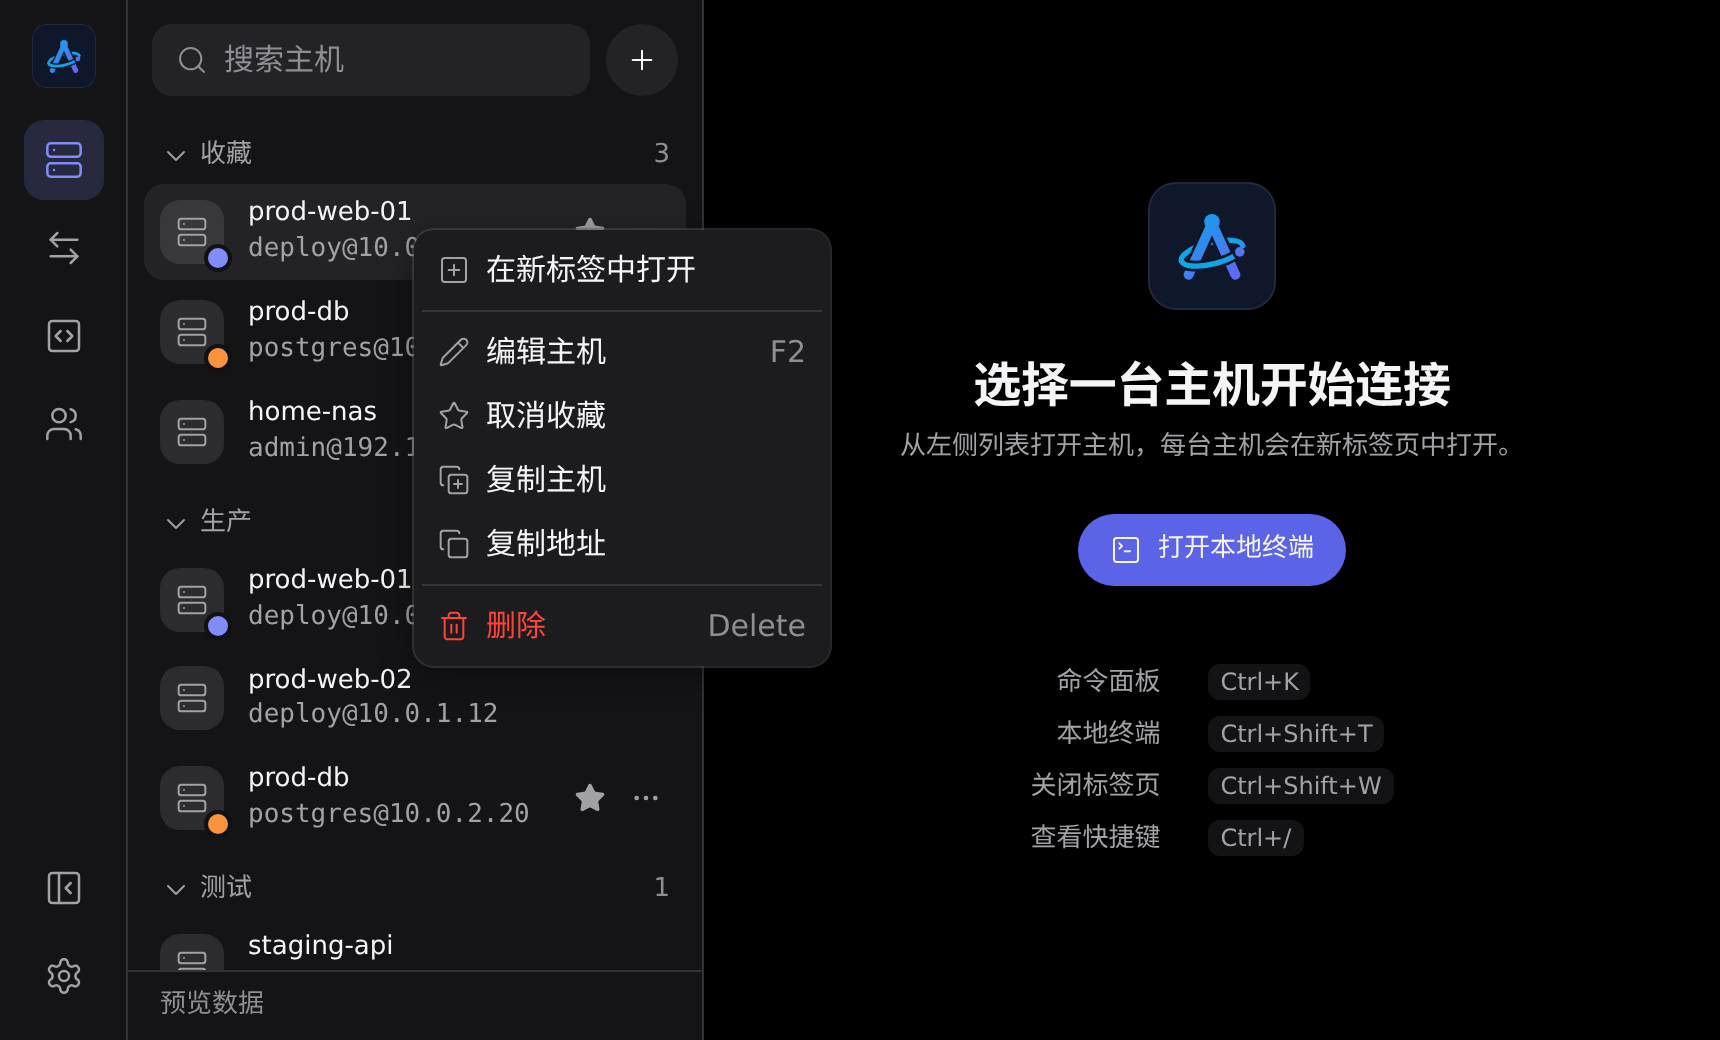 搜索主机
收藏 3
prod-web-01
deploy@10.0
prod-db
postgres@10
home-nas
admin@192.1
生产
prod-web-01
deploy@10.0
prod-web-02
deploy@10.0.1.12
prod-db
postgres@10.0.2.20
测试 1
staging-api
预览数据
在新标签中打开
编辑主机 F2
取消收藏
复制主机
复制地址
删除 Delete
选择一台主机开始连接
从左侧列表打开主机，每台主机会在新标签页中打开。
打开本地终端
命令面板 Ctrl+K
本地终端 Ctrl+Shift+T
关闭标签页 Ctrl+Shift+W
查看快捷键 Ctrl+/